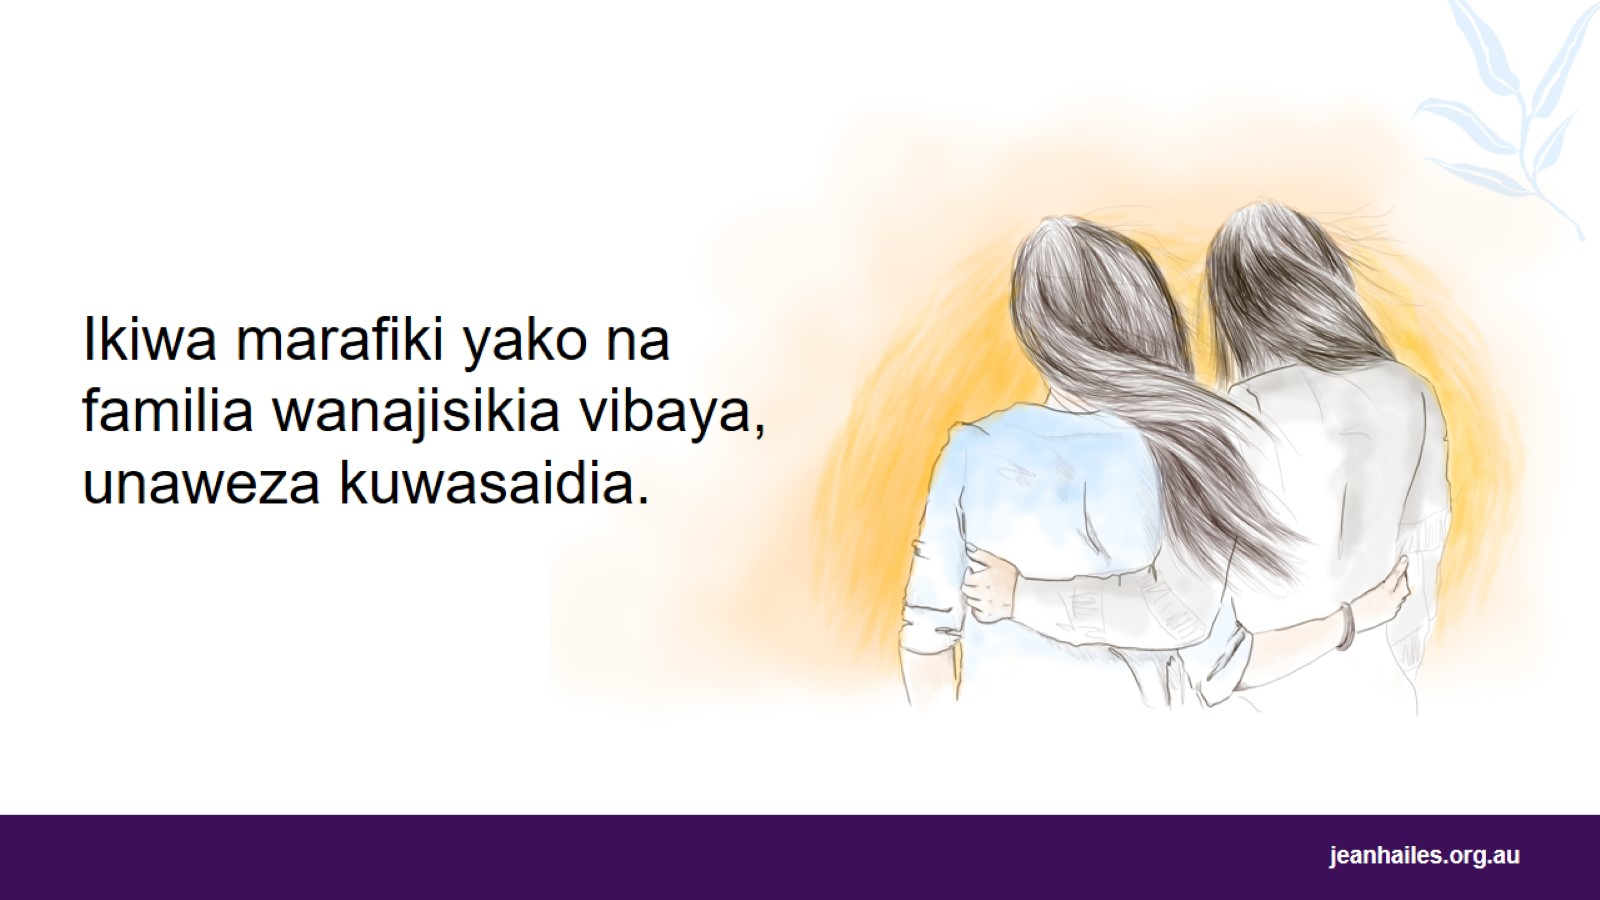 Ikiwa marafiki yako na
familia wanajisikia vibaya,
unaweza kuwasaidia.
jeanhailes.org.au